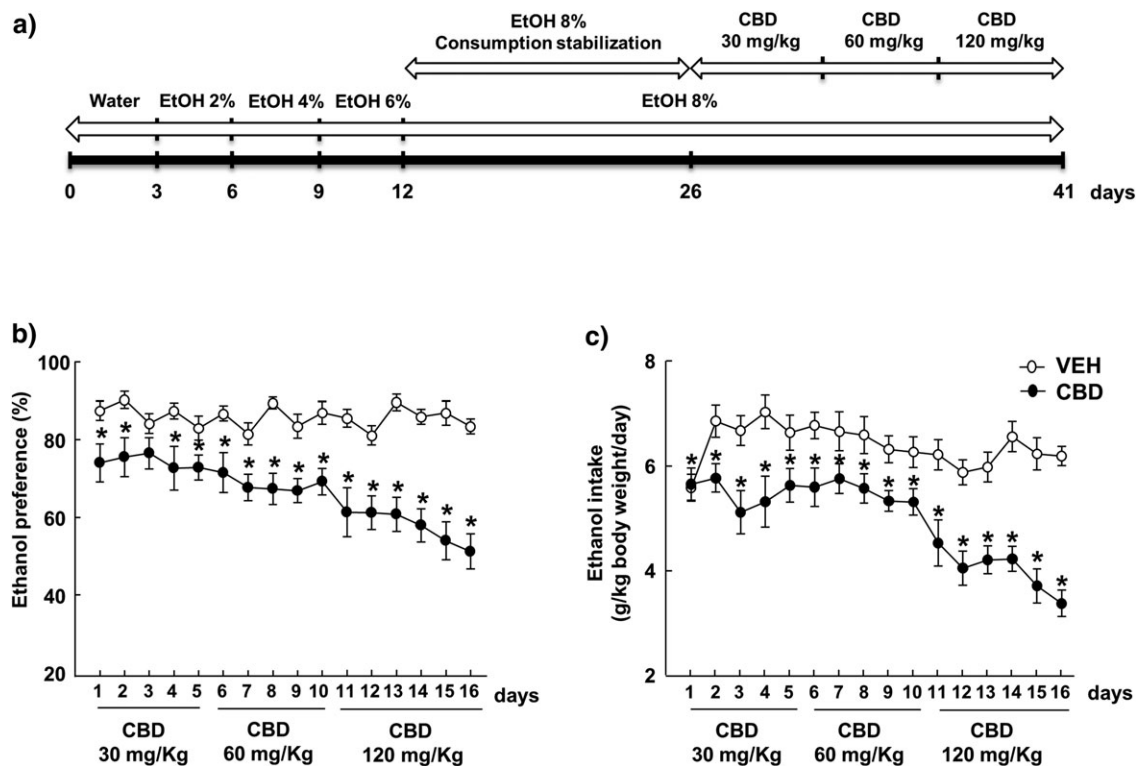 a)
EtOH 8%
Consumption stabilization
CBD
30 mg/kg
CBD
60 mg/kg
CBD
120 mg/kg
Water EtOH 2% EtOH 4% EtOH 6% EtOH 8%
0 3 6 9 12 26 41 days
b)
Ethanol preference (%)
100
80
60
40
20
* * * * * * * * * * * * * * *
1 2 3 4 5 6 7 8 9 10 11 12 13 14 15 16 days
CBD
30 mg/Kg
CBD
60 mg/Kg
CBD
120 mg/Kg
c)
Ethanol intake
(g/kg body weight/day)
8
6
4
2
VEH
CBD
* * * * * * * * * * * * * * * *
1 2 3 4 5 6 7 8 9 10 11 12 13 14 15 16 days
CBD
30 mg/Kg
CBD
60 mg/Kg
CBD
120 mg/Kg